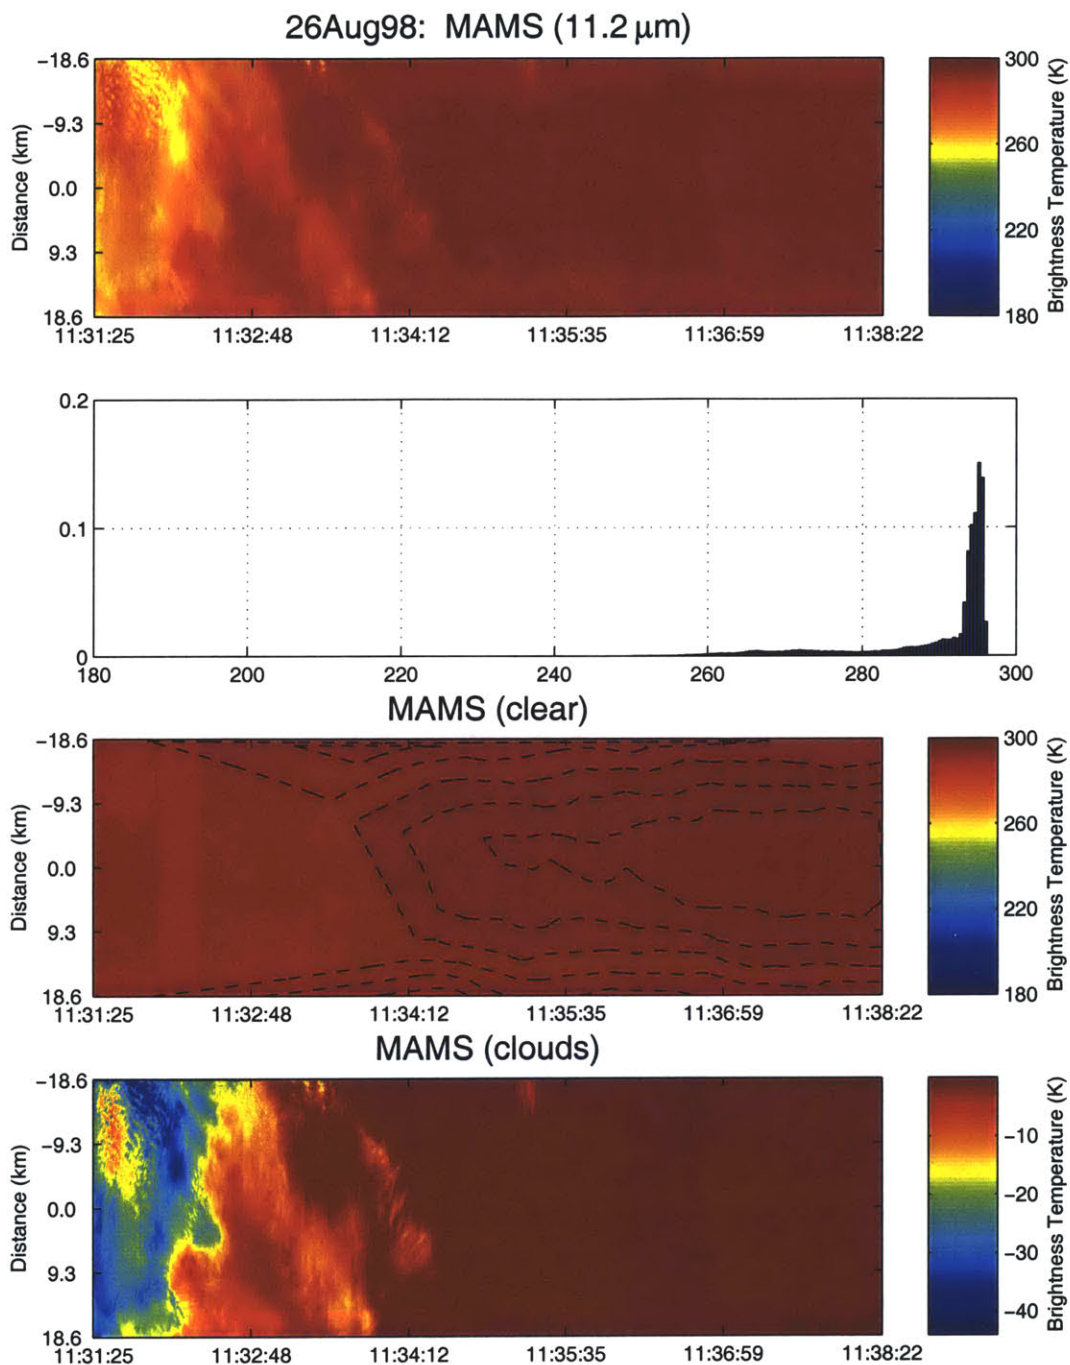 26Aug98: MAMS (11.2 μm)
-18.6
-9.3
0.0
9.3
18.6
Distance (km)
11:31:25 11:32:48 11:34:12 11:35:35 11:36:59 11:38:22
300
260
220
180
Brightness Temperature (K)
0.2
0.1
0
180 200 220 240 260 280 300
MAMS (clear)
-18.6
-9.3
0.0
9.3
18.6
Distance (km)
11:31:25 11:32:48 11:34:12 11:35:35 11:36:59 11:38:22
300
260
220
180
Brightness Temperature (K)
MAMS (clouds)
-18.6
-9.3
0.0
9.3
18.6
Distance (km)
11:31:25 11:32:48 11:34:12 11:35:35 11:36:59 11:38:22
-10
-20
-30
-40
Brightness Temperature (K)